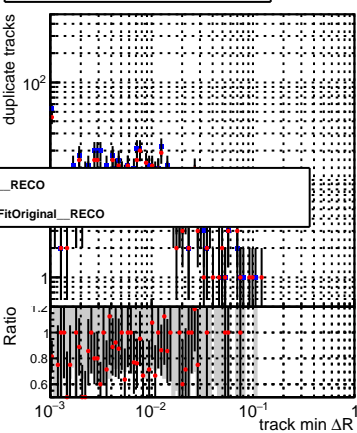 duplicate tracks
10²
__RECO
FitOriginal__RECO
1
Ratio
1.2
1
0.8
0.6
10⁻³ 10⁻² 10⁻¹ 1
track min ΔR